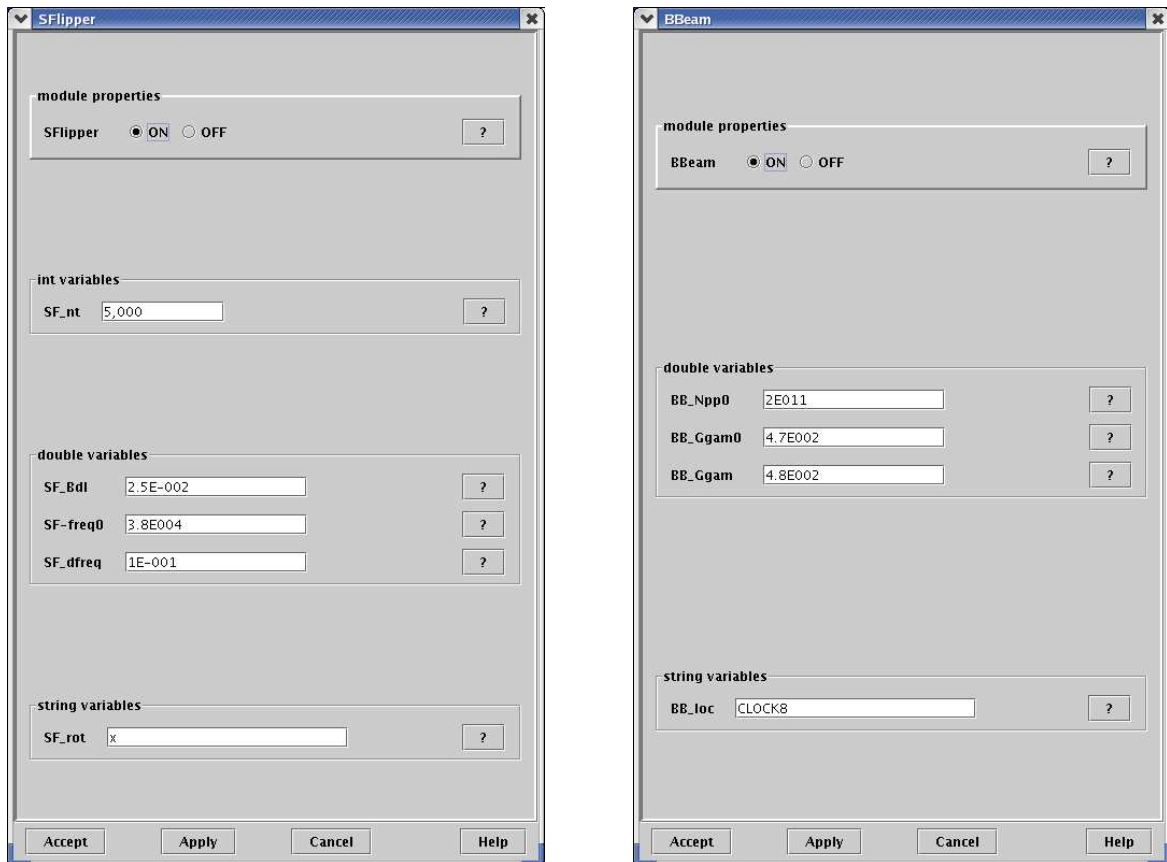 SFlipper
module properties
SFlipper ON OFF ?
int variables
SF_nt 5,000 ?
double variables
SF_Bdl 2.5E-002 ?
SF-freq0 3.8E004 ?
SF_dfreq 1E-001 ?
string variables
SF_rot x ?
Accept Apply Cancel Help
BBeam
module properties
BBeam ON OFF ?
double variables
BB_Npp0 2E011 ?
BB_Ggam0 4.7E002 ?
BB_Ggam 4.8E002 ?
string variables
BB_loc CLOCK8 ?
Accept Apply Cancel Help